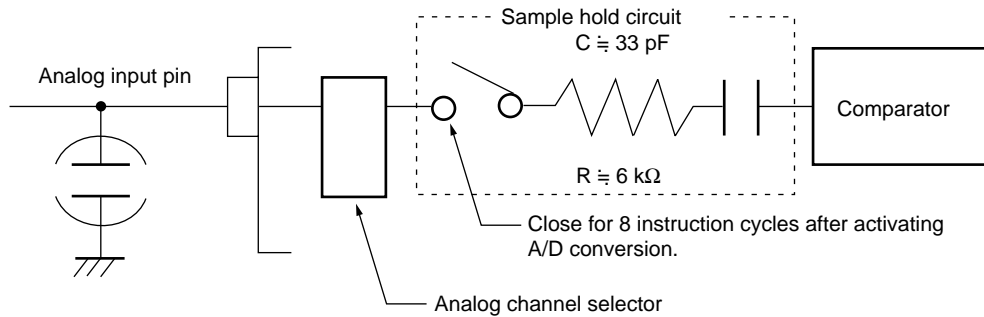 Sample hold circuit
C ≒ 33 pF
Analog input pin
Comparator
R ≒ 6 kΩ
Close for 8 instruction cycles after activating
A/D conversion.
Analog channel selector